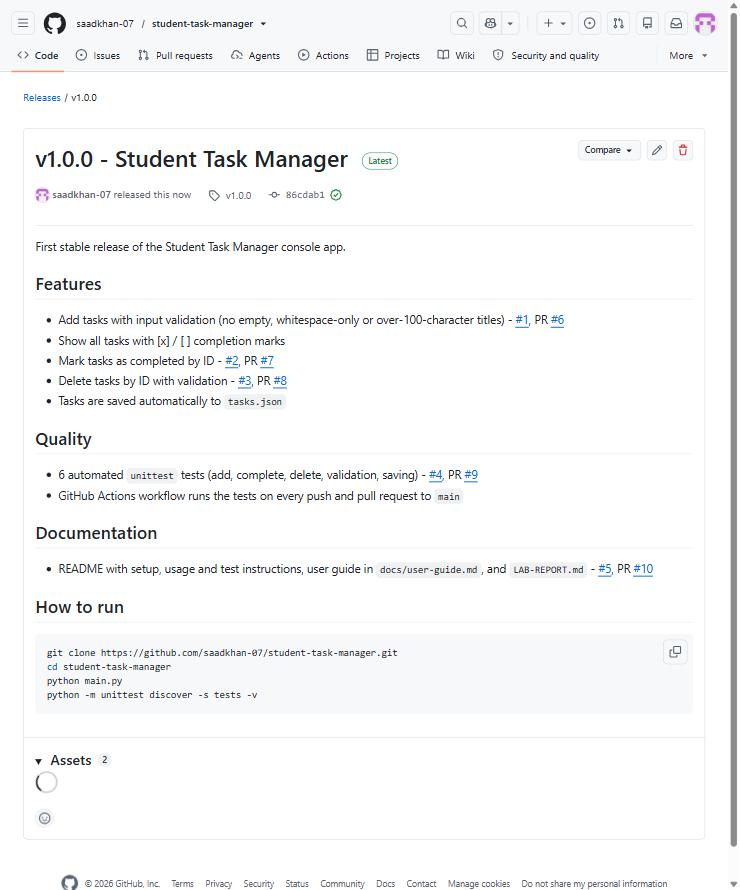 saadkhan-07 / student-task-manager
Code Issues Pull requests Agents Actions Projects Wiki Security and quality More
Releases / v1.0.0
v1.0.0 - Student Task Manager Latest Compare
saadkhan-07 released this now v1.0.0 86cdab1
First stable release of the Student Task Manager console app.
Features
• Add tasks with input validation (no empty, whitespace-only or over-100-character titles) - #1, PR #6
• Show all tasks with [x] / [ ] completion marks
• Mark tasks as completed by ID - #2, PR #7
• Delete tasks by ID with validation - #3, PR #8
• Tasks are saved automatically to tasks.json
Quality
• 6 automated unittest tests (add, complete, delete, validation, saving) - #4, PR #9
• GitHub Actions workflow runs the tests on every push and pull request to main
Documentation
• README with setup, usage and test instructions, user guide in docs/user-guide.md, and LAB-REPORT.md - #5, PR #10
How to run
git clone https://github.com/saadkhan-07/student-task-manager.git
cd student-task-manager
python main.py
python -m unittest discover -s tests -v
Assets 2
© 2026 GitHub, Inc. Terms Privacy Security Status Community Docs Contact Manage cookies Do not share my personal information